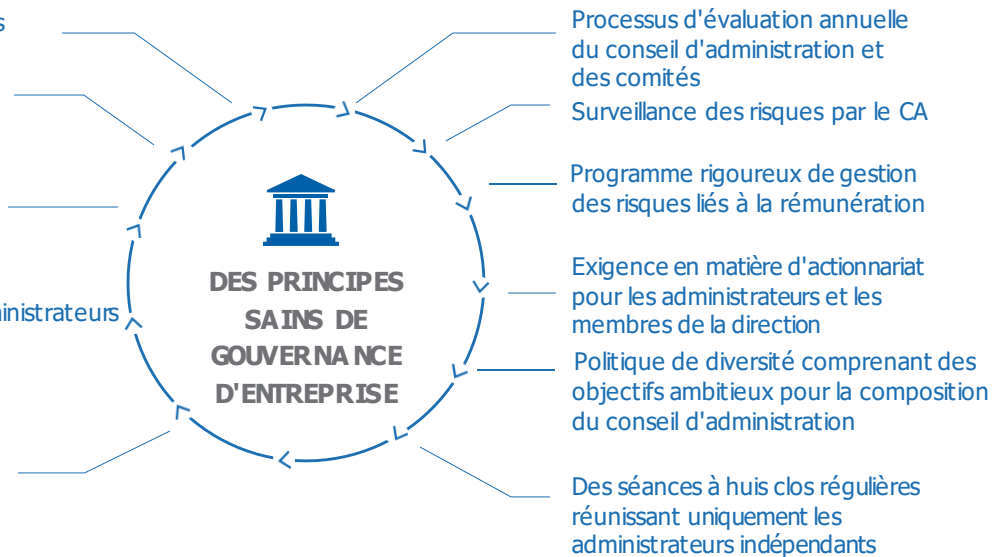 Processus d'évaluation annuelle
du conseil d'administration et
des comités
Surveillance des risques par le CA
Programme rigoureux de gestion
des risques liés à la rémunération
Exigence en matière d'actionnariat
pour les administrateurs et les
membres de la direction
Politique de diversité comprenant des
objectifs ambitieux pour la composition
du conseil d'administration
Des séances à huis clos régulières
réunissant uniquement les
administrateurs indépendants
DES PRINCIPES
SAINS DE
GOUVERNANCE
D'ENTREPRISE